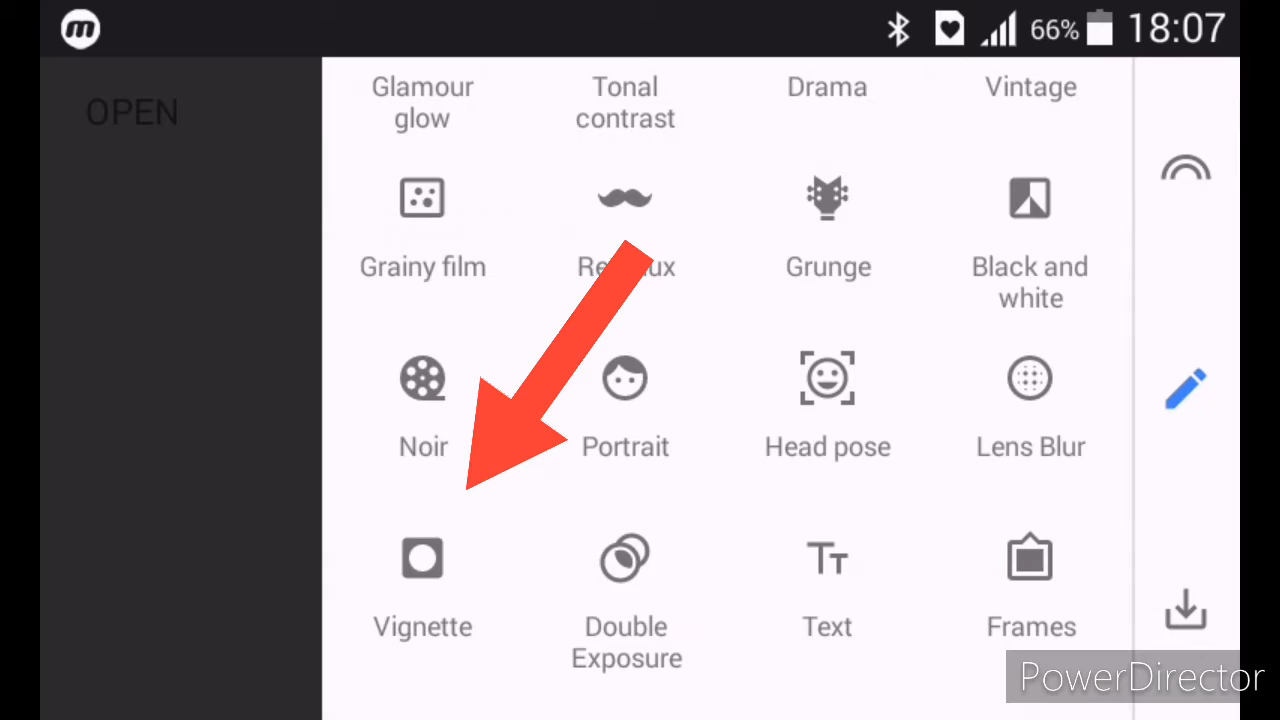 m
66%
18:07
OPEN
Glamour
glow
Tonal
contrast
Drama
Vintage
Grainy film
Grunge
Black and
white
Noir
Portrait
Head pose
Lens Blur
Vignette
Double
Exposure
Tt
Text
Frames
PowerDirector